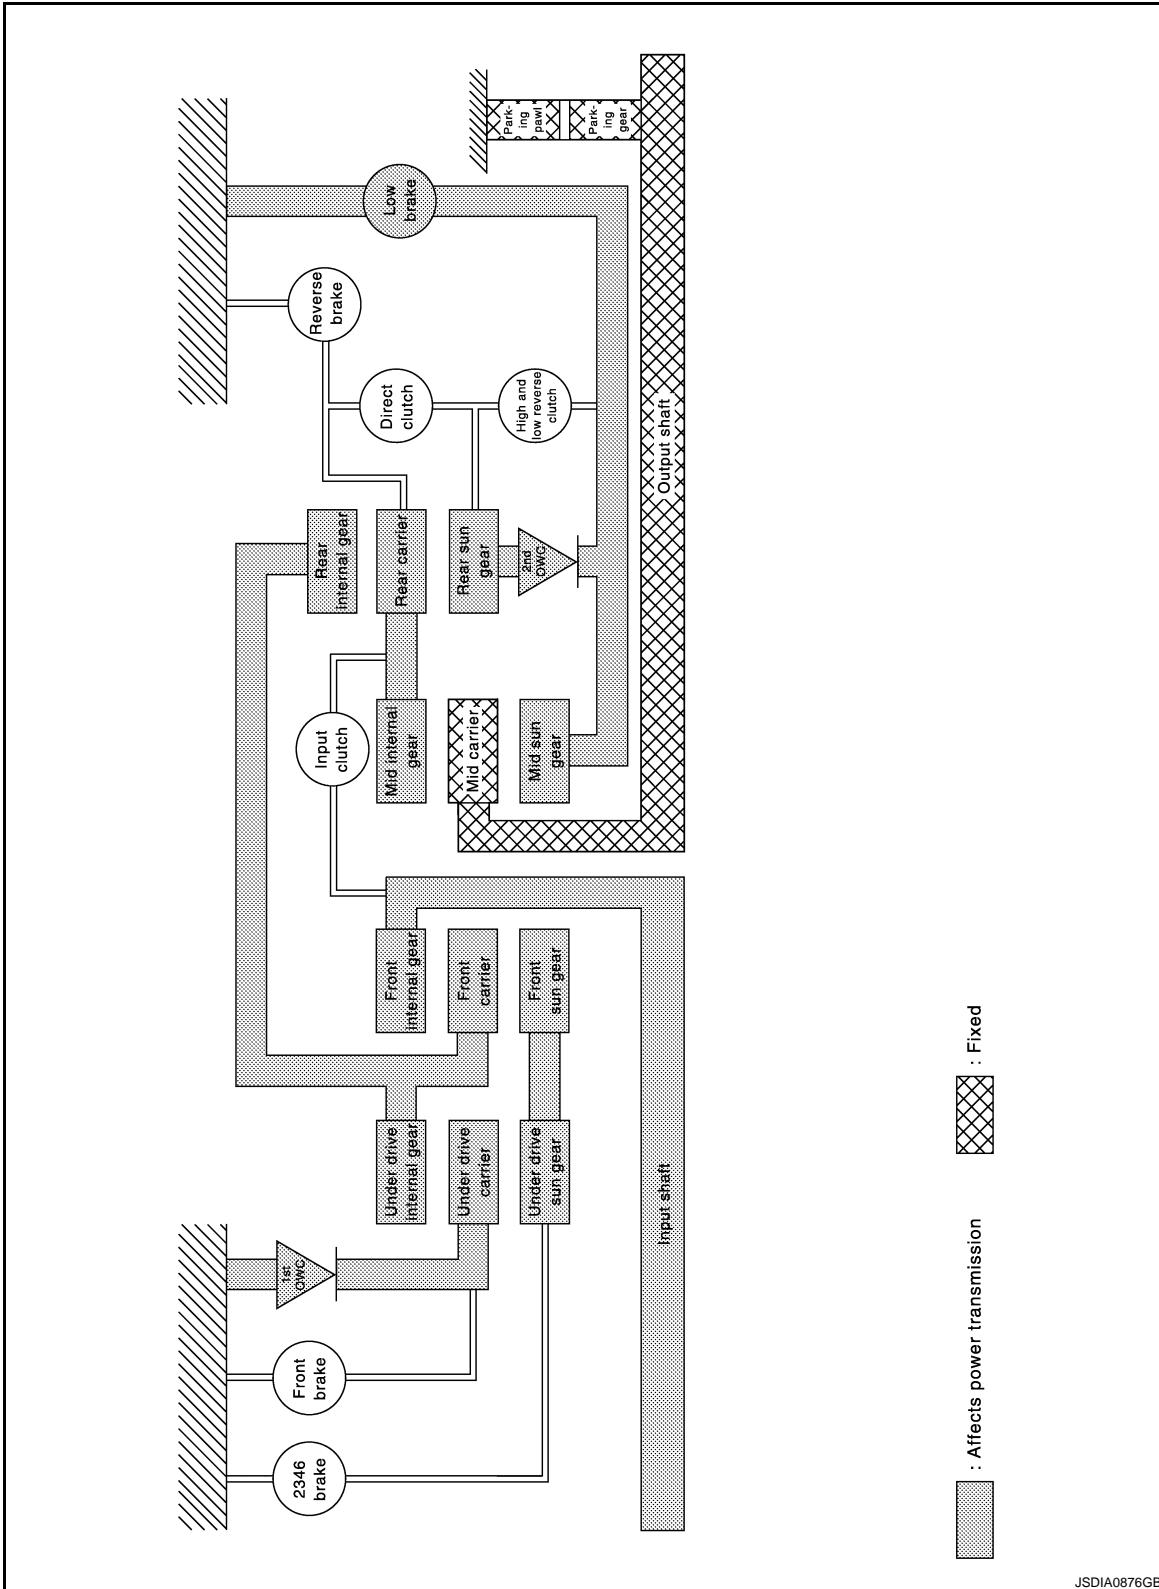 Park-
ing
pawl
Park-
ing
gear
Low
brake
Reverse
brake
Direct
clutch
High and
low reverse
clutch
Output shaft
Rear
internal gear
Rear carrier
Rear sun
gear
2nd
OWC
Input
clutch
Mid internal
gear
Mid carrier
Mid sun
gear
Front
internal gear
Front
carrier
Front
sun gear
Under drive
internal gear
Under drive
carrier
Under drive
sun gear
Input shaft
1st
OWC
Front
brake
2346
brake
: Affects power transmission
: Fixed
JSDIA0876GB